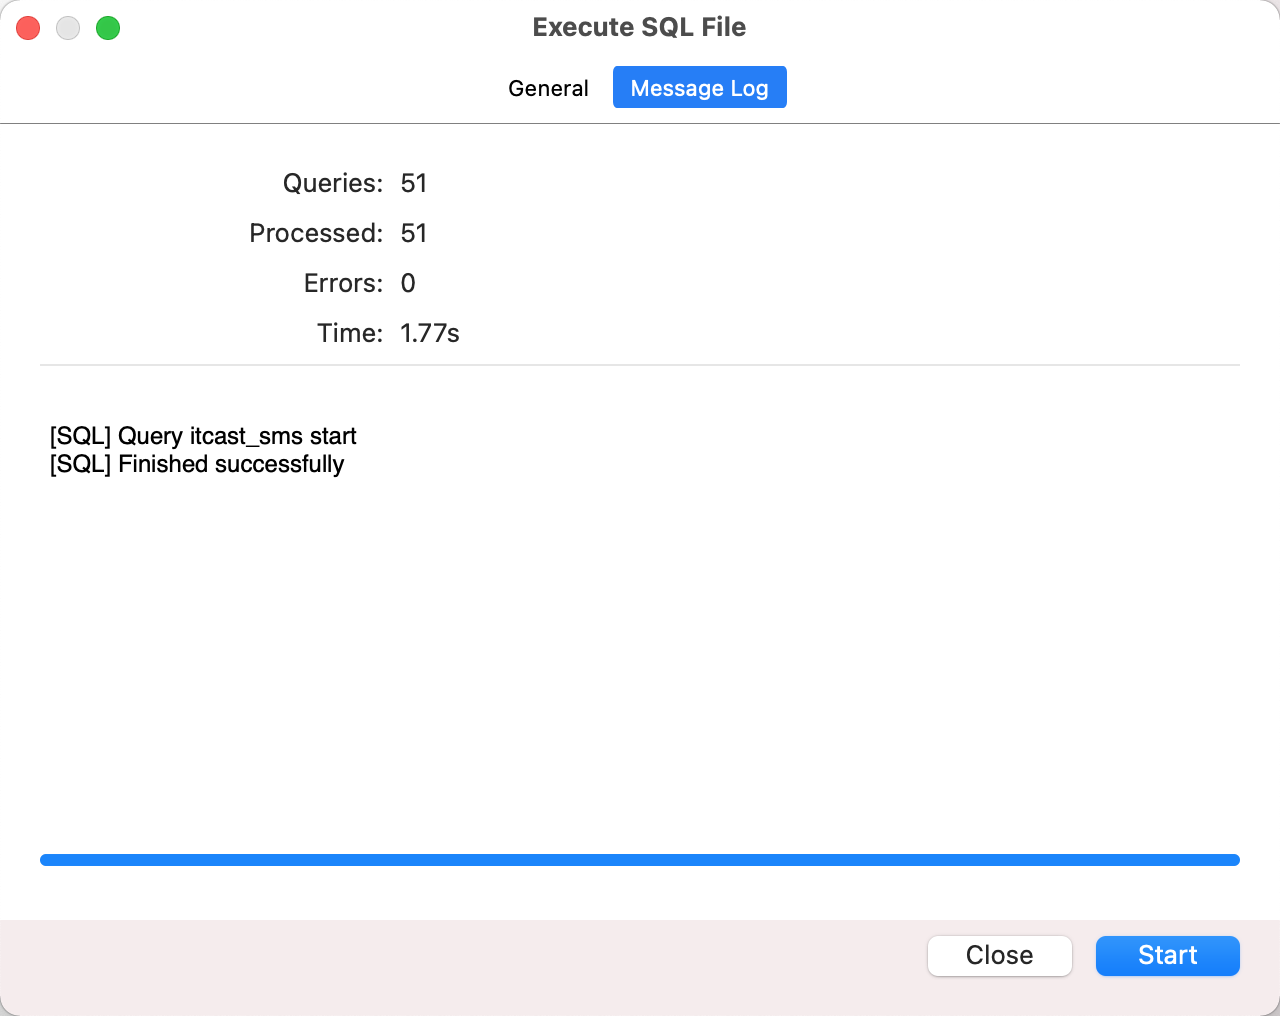 Execute SQL File
General Message Log
Queries: 51
Processed: 51
Errors: 0
Time: 1.77s
[SQL] Query itcast_sms start
[SQL] Finished successfully
Close Start